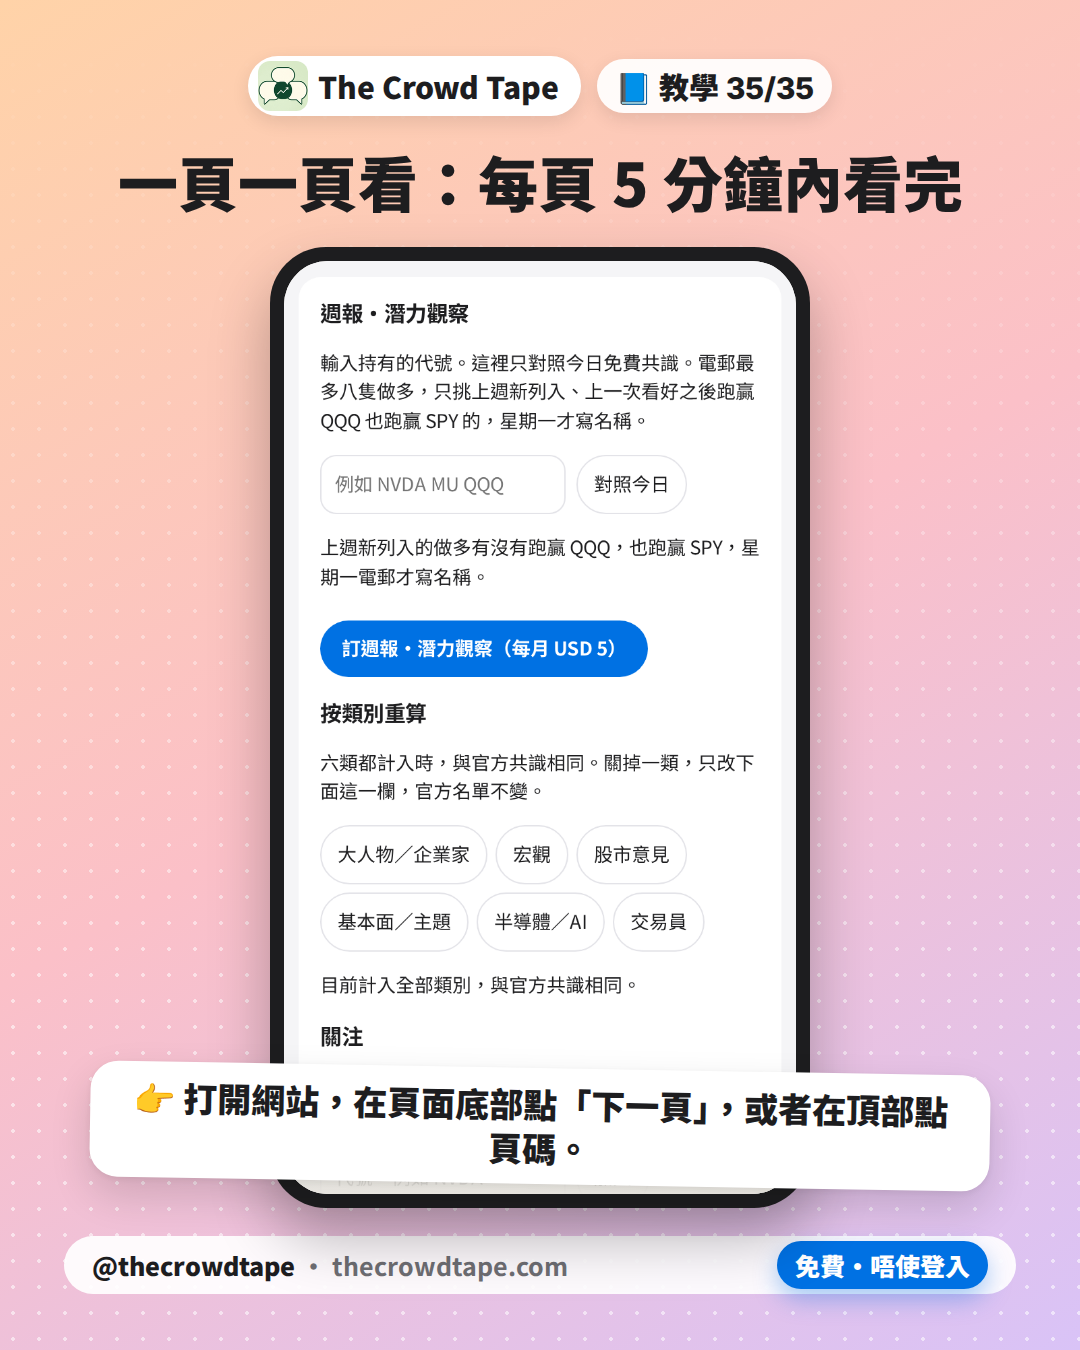 The Crowd Tape
📘 教學 35/35
一頁一頁看：每頁 5 分鐘內看完
週報・潛力觀察
輸入持有的代號。這裡只對照今日免費共識。電郵最
多八隻做多，只挑上週新列入、上一次看好之後跑贏
QQQ 也跑贏 SPY 的，星期一才寫名稱。
例如 NVDA MU QQQ
對照今日
上週新列入的做多有沒有跑贏 QQQ，也跑贏 SPY，星
期一電郵才寫名稱。
訂週報・潛力觀察（每月 USD 5）
按類別重算
六類都計入時，與官方共識相同。關掉一類，只改下
面這一欄，官方名單不變。
大人物／企業家
宏觀
股市意見
基本面／主題
半導體／AI
交易員
目前計入全部類別，與官方共識相同。
關注
👉 打開網站，在頁面底部點「下一頁」，或者在頂部點
頁碼。
@thecrowdtape · thecrowdtape.com
免費・唔使登入